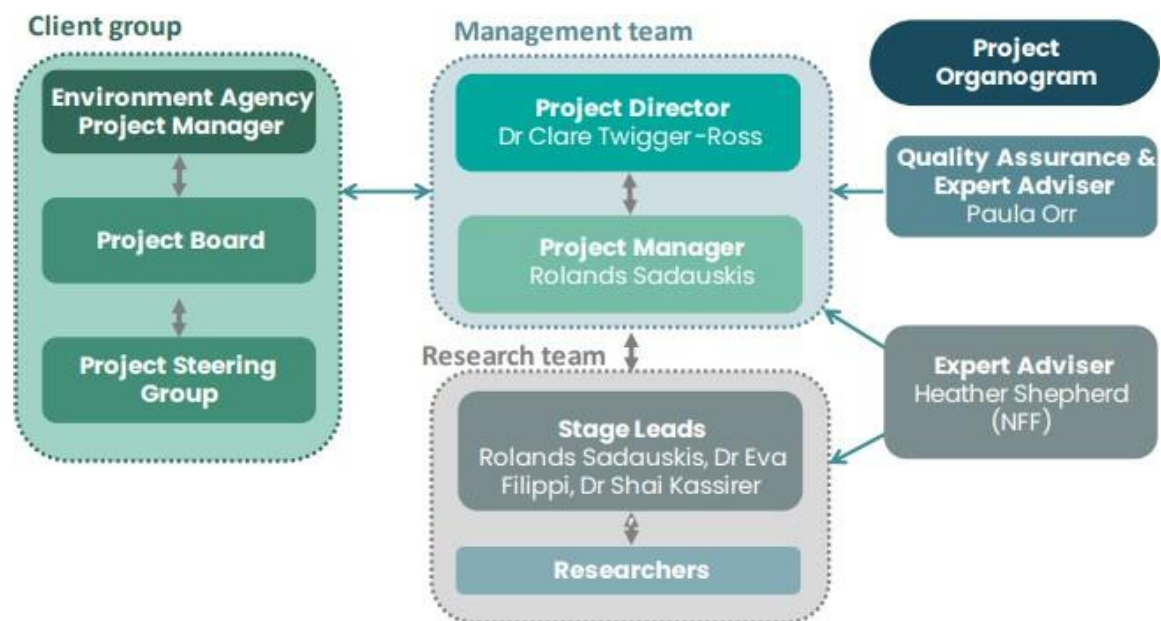 Client group
Environment Agency
Project Manager
Project Board
Project Steering
Group
Management team
Project Director
Dr Clare Twigger-Ross
Project Manager
Rolands Sadauskis
Research team
Stage Leads
Rolands Sadauskis, Dr Eva
Filippi, Dr Shai Kassirer
Researchers
Project
Organogram
Quality Assurance &
Expert Adviser
Paula Orr
Expert Adviser
Heather Shepherd
(NFF)